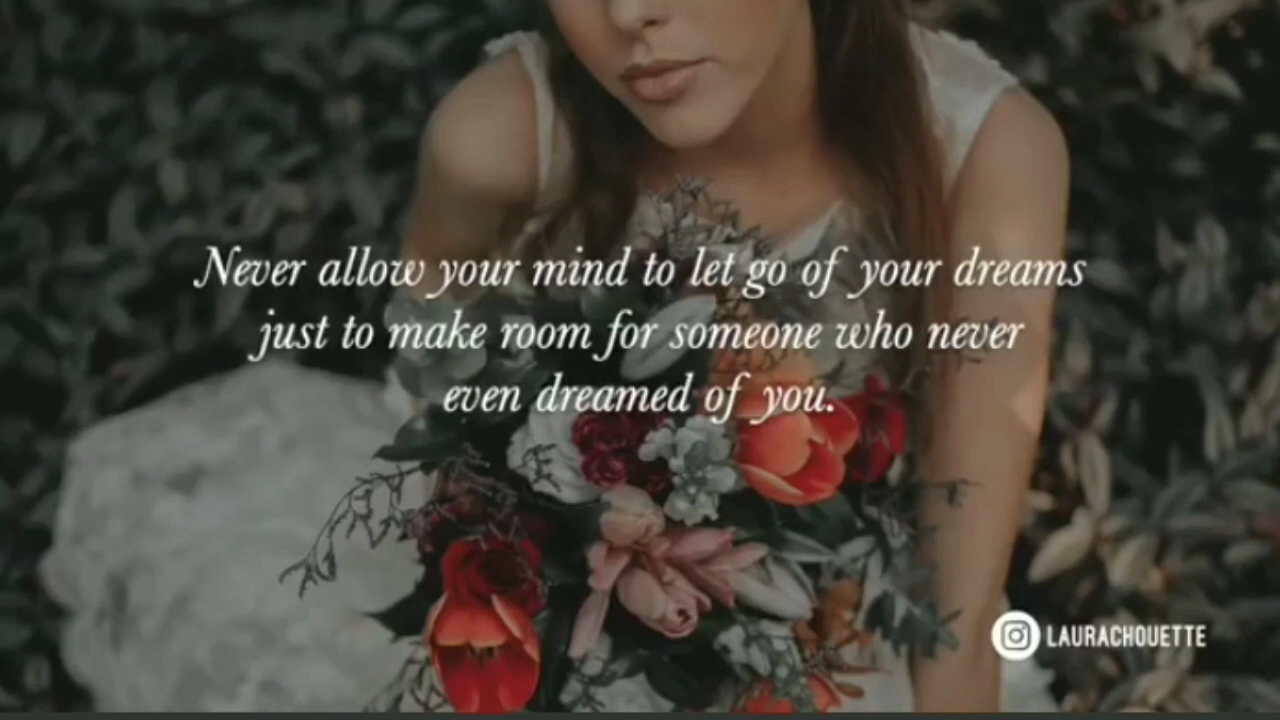 Never allow your mind to let go of your dreams
just to make room for someone who never
even dreamed of you.
LAURACHOUETTE